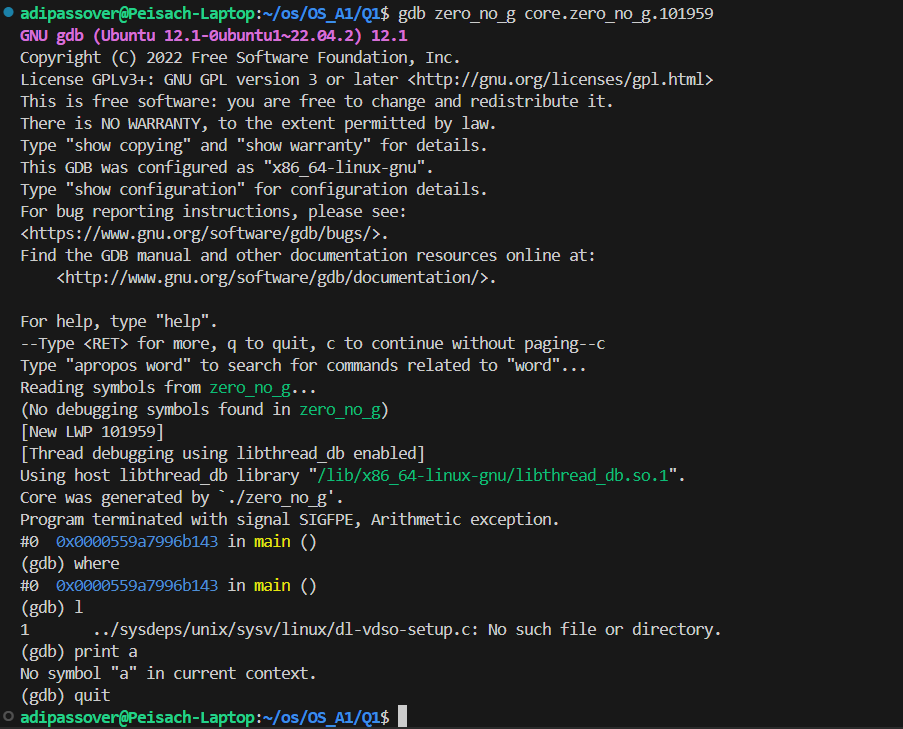 adipassover@Peisach-Laptop:~/os/OS_A1/Q1$ gdb zero_no_g core.zero_no_g.101959
GNU gdb (Ubuntu 12.1-0ubuntu1~22.04.2) 12.1
Copyright (C) 2022 Free Software Foundation, Inc.
License GPLv3+: GNU GPL version 3 or later <http://gnu.org/licenses/gpl.html>
This is free software: you are free to change and redistribute it.
There is NO WARRANTY, to the extent permitted by law.
Type "show copying" and "show warranty" for details.
This GDB was configured as "x86_64-linux-gnu".
Type "show configuration" for configuration details.
For bug reporting instructions, please see:
<https://www.gnu.org/software/gdb/bugs/>.
Find the GDB manual and other documentation resources online at:
    <http://www.gnu.org/software/gdb/documentation/>.

For help, type "help".
--Type <RET> for more, q to quit, c to continue without paging--c
Type "apropos word" to search for commands related to "word"...
Reading symbols from zero_no_g...
(No debugging symbols found in zero_no_g)
[New LWP 101959]
[Thread debugging using libthread_db enabled]
Using host libthread_db library "/lib/x86_64-linux-gnu/libthread_db.so.1".
Core was generated by `./zero_no_g'.
Program terminated with signal SIGFPE, Arithmetic exception.
#0  0x0000559a7996b143 in main ()
(gdb) where
#0  0x0000559a7996b143 in main ()
(gdb) l
1       ../sysdeps/unix/sysv/linux/dl-vdso-setup.c: No such file or directory.
(gdb) print a
No symbol "a" in current context.
(gdb) quit
adipassover@Peisach-Laptop:~/os/OS_A1/Q1$